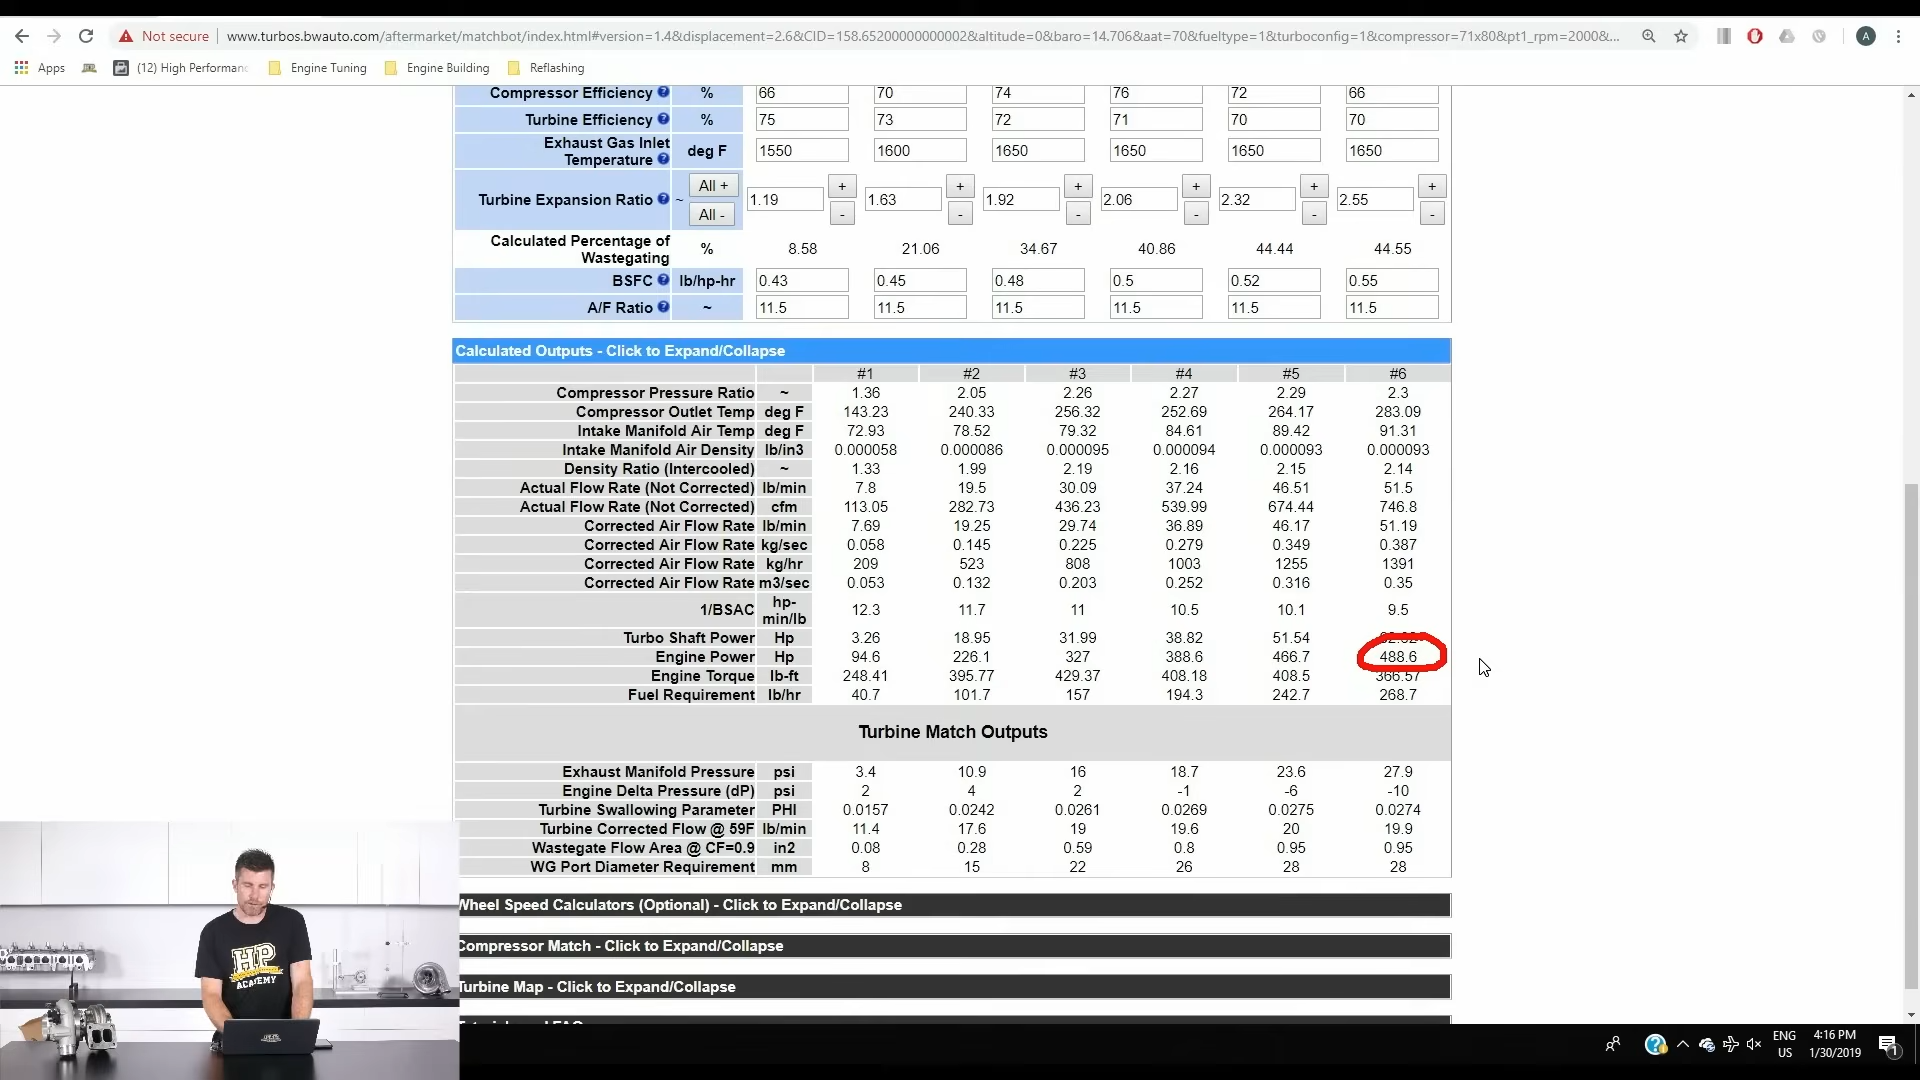 Not secure www.turbos.bwauto.com/aftermarket/matchbot/index.html#version=1.4&displacement=2.6&CID=158.65200000000002&altitude=0&baro=14.706&aat=70&fueltype=1&turboconfig=1&compressor=71x80&pt1_rpm=2000&... A
Apps (12) High Performan Engine Tuning Engine Building Reflashing
Compressor Efficiency % 66 70 74 76 72 66
Turbine Efficiency % 75 73 72 71 70 70
Exhaust Gas Inlet
Temperature deg F 1550 1600 1650 1650 1650 1650
All + + + + + + +
Turbine Expansion Ratio ~ 1.19 1.63 1.92 2.06 2.32 2.55
All - - - - - - -
Calculated Percentage of
Wastegating % 8.58 21.06 34.67 40.86 44.44 44.55
BSFC lb/hp-hr 0.43 0.45 0.48 0.5 0.52 0.55
A/F Ratio ~ 11.5 11.5 11.5 11.5 11.5 11.5
Calculated Outputs - Click to Expand/Collapse
#1 #2 #3 #4 #5 #6
Compressor Pressure Ratio ~ 1.36 2.05 2.26 2.27 2.29 2.3
Compressor Outlet Temp deg F 143.23 240.33 256.32 252.69 264.17 283.09
Intake Manifold Air Temp deg F 72.93 78.52 79.32 84.61 89.42 91.31
Intake Manifold Air Density lb/in3 0.000058 0.000086 0.000095 0.000094 0.000093 0.000093
Density Ratio (Intercooled) ~ 1.33 1.99 2.19 2.16 2.15 2.14
Actual Flow Rate (Not Corrected) lb/min 7.8 19.5 30.09 37.24 46.51 51.5
Actual Flow Rate (Not Corrected) cfm 113.05 282.73 436.23 539.99 674.44 746.8
Corrected Air Flow Rate lb/min 7.69 19.25 29.74 36.89 46.17 51.19
Corrected Air Flow Rate kg/sec 0.058 0.145 0.225 0.279 0.349 0.387
Corrected Air Flow Rate kg/hr 209 523 808 1003 1255 1391
Corrected Air Flow Rate m3/sec 0.053 0.132 0.203 0.252 0.316 0.35
1/BSAC hp-min/lb 12.3 11.7 11 10.5 10.1 9.5
Turbo Shaft Power Hp 3.26 18.95 31.99 38.82 51.54
Engine Power Hp 94.6 226.1 327 388.6 466.7 488.6
Engine Torque lb-ft 248.41 395.77 429.37 408.18 408.5 366.57
Fuel Requirement lb/hr 40.7 101.7 157 194.3 242.7 268.7
Turbine Match Outputs
Exhaust Manifold Pressure psi 3.4 10.9 16 18.7 23.6 27.9
Engine Delta Pressure (dP) psi 2 4 2 -1 -6 -10
Turbine Swallowing Parameter PHI 0.0157 0.0242 0.0261 0.0269 0.0275 0.0274
Turbine Corrected Flow @ 59F lb/min 11.4 17.6 19 19.6 20 19.9
Wastegate Flow Area @ CF=0.9 in2 0.08 0.28 0.59 0.8 0.95 0.95
WG Port Diameter Requirement mm 8 15 22 26 28 28
Wheel Speed Calculators (Optional) - Click to Expand/Collapse
Compressor Match - Click to Expand/Collapse
Turbine Map - Click to Expand/Collapse
HP
ACADEMY
ENG
US
4:16 PM
1/30/2019
1